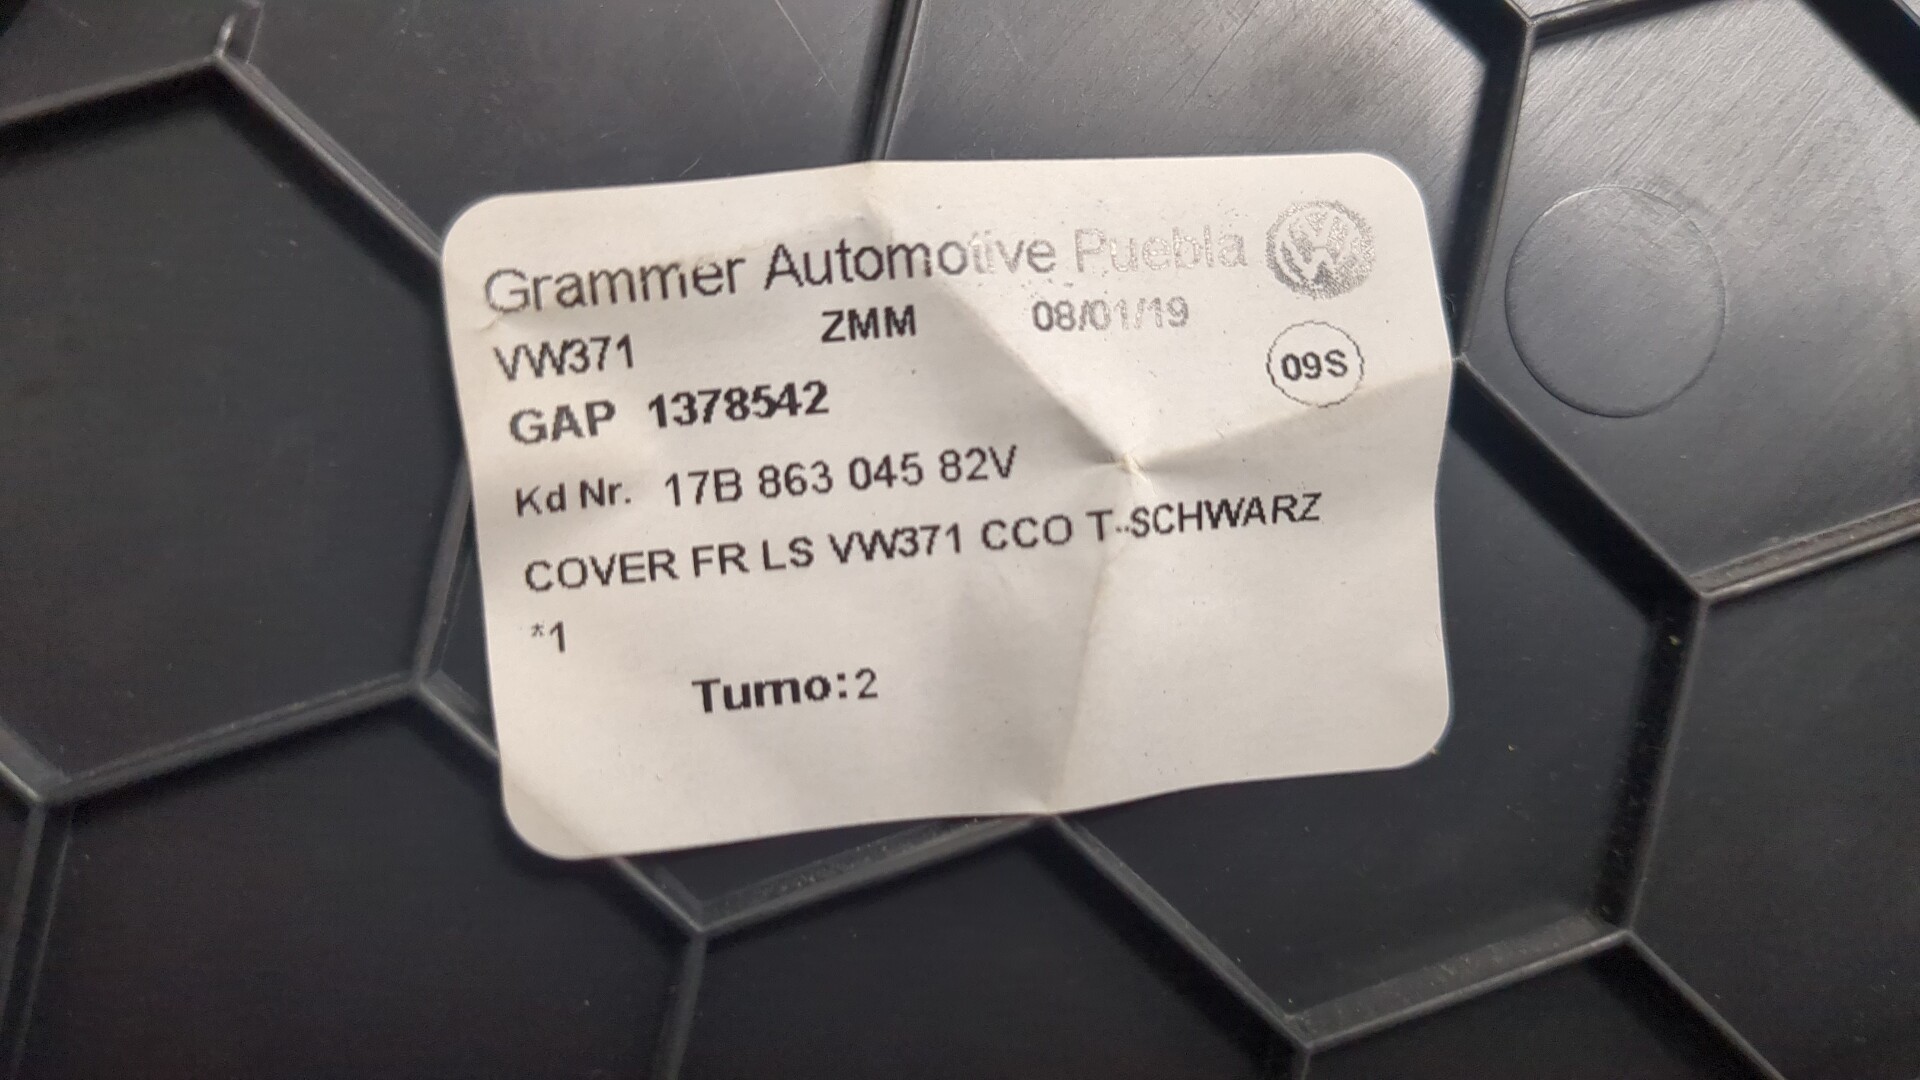 Grammer Automotive Puebla
VW371 ZMM 08/01/19
09S
GAP 1378542
Kd Nr. 17B 863 045 82V
COVER FR LS VW371 CCO T-SCHWARZ
*1
Turno:2